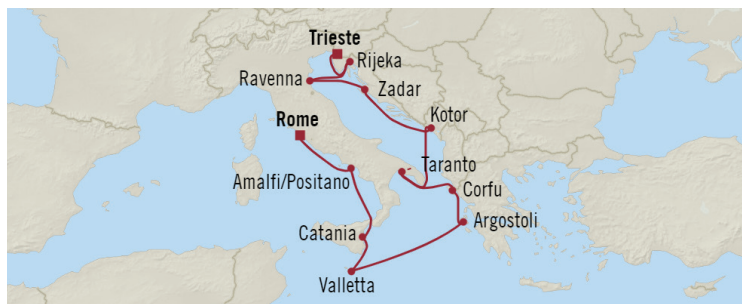 Trieste
Rijeka
Ravenna
Zadar
Rome
Kotor
Taranto
Amalfi/Positano
Corfu
Argostoli
Catania
Valletta